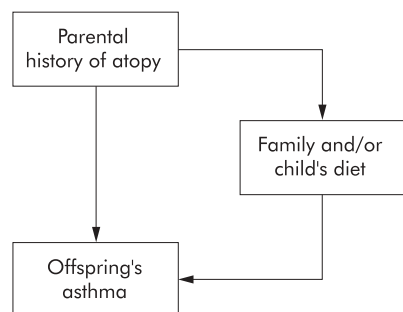 Parental
history of atopy
Family and/or
child's diet
Offspring's
asthma